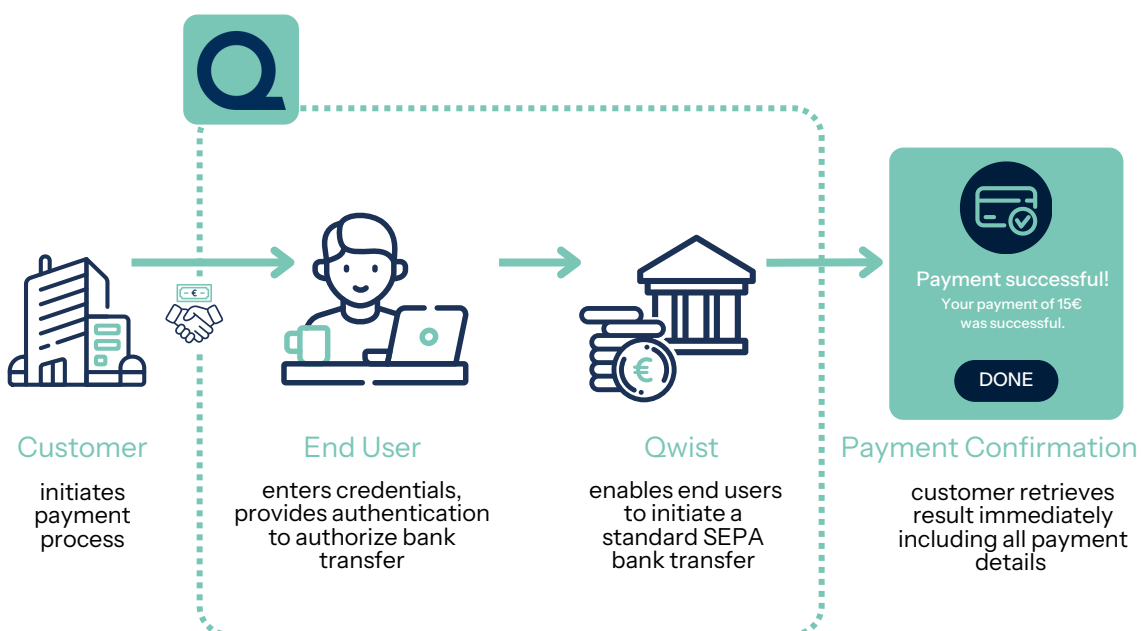 Q
€
€
Payment successful!
Your payment of 15€
was successful.
DONE
Customer
initiates
payment
process
End User
enters credentials,
provides authentication
to authorize bank
transfer
Qwist
enables end users
to initiate a
standard SEPA
bank transfer
Payment Confirmation
customer retrieves
result immediately
including all payment
details